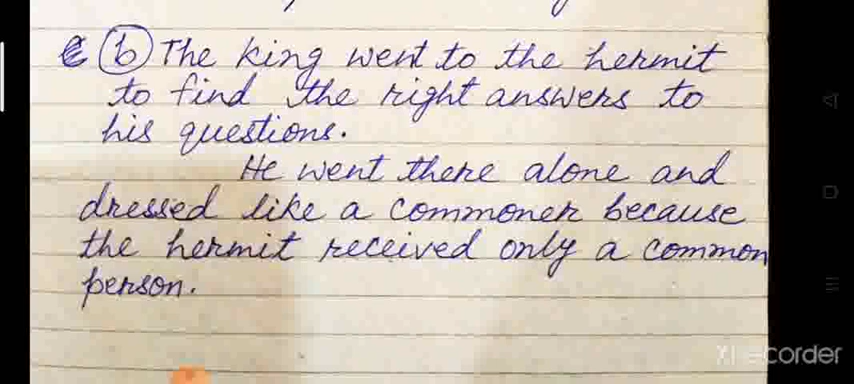 (b) The king went to the hermit
to find the right answers to
his questions.
He went there alone and
dressed like a commoner because
the hermit received only a common
person.
corder